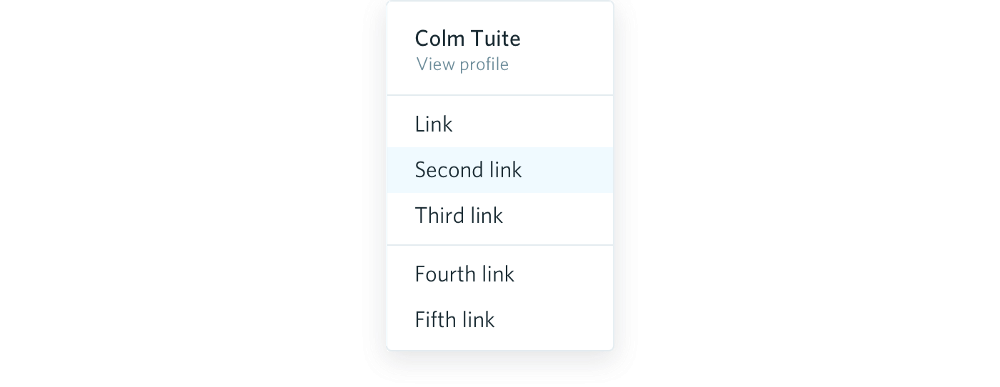 Colm Tuite
View profile
Link
Second link
Third link
Fourth link
Fifth link